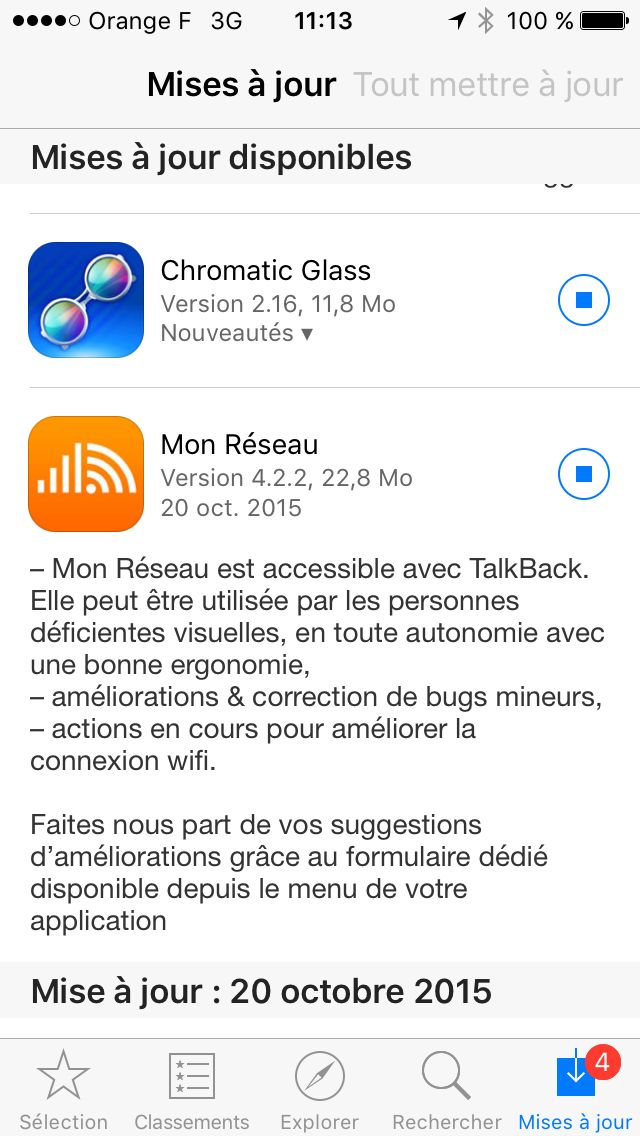 Orange F 3G 11:13 100 %
Mises à jour Tout mettre à jour
Mises à jour disponibles
Chromatic Glass
Version 2.16, 11,8 Mo
Nouveautés ▾
Mon Réseau
Version 4.2.2, 22,8 Mo
20 oct. 2015
– Mon Réseau est accessible avec TalkBack.
Elle peut être utilisée par les personnes
déficientes visuelles, en toute autonomie avec
une bonne ergonomie,
– améliorations & correction de bugs mineurs,
– actions en cours pour améliorer la
connexion wifi.
Faites nous part de vos suggestions
d’améliorations grâce au formulaire dédié
disponible depuis le menu de votre
application
Mise à jour : 20 octobre 2015
4
Sélection Classements Explorer Rechercher Mises à jour